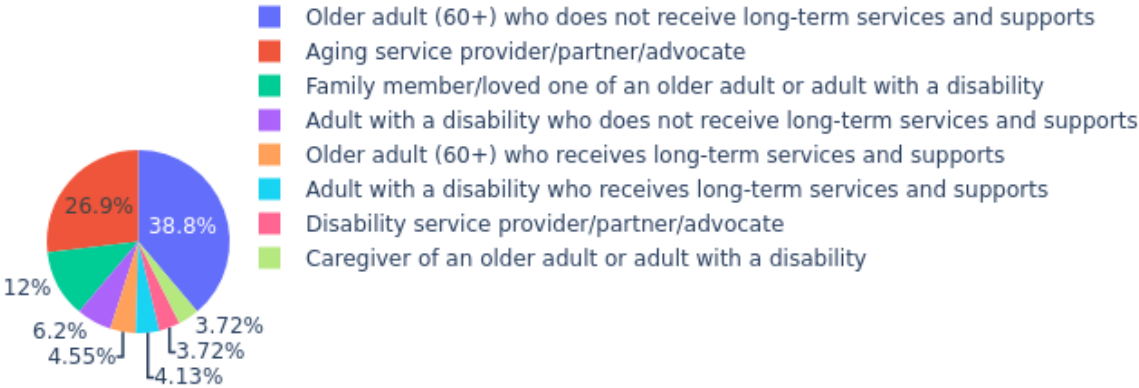 Older adult (60+) who does not receive long-term services and supports
Aging service provider/partner/advocate
Family member/loved one of an older adult or adult with a disability
Adult with a disability who does not receive long-term services and supports
Older adult (60+) who receives long-term services and supports
Adult with a disability who receives long-term services and supports
Disability service provider/partner/advocate
Caregiver of an older adult or adult with a disability
26.9%
38.8%
12%
6.2%
3.72%
4.55%
3.72%
4.13%